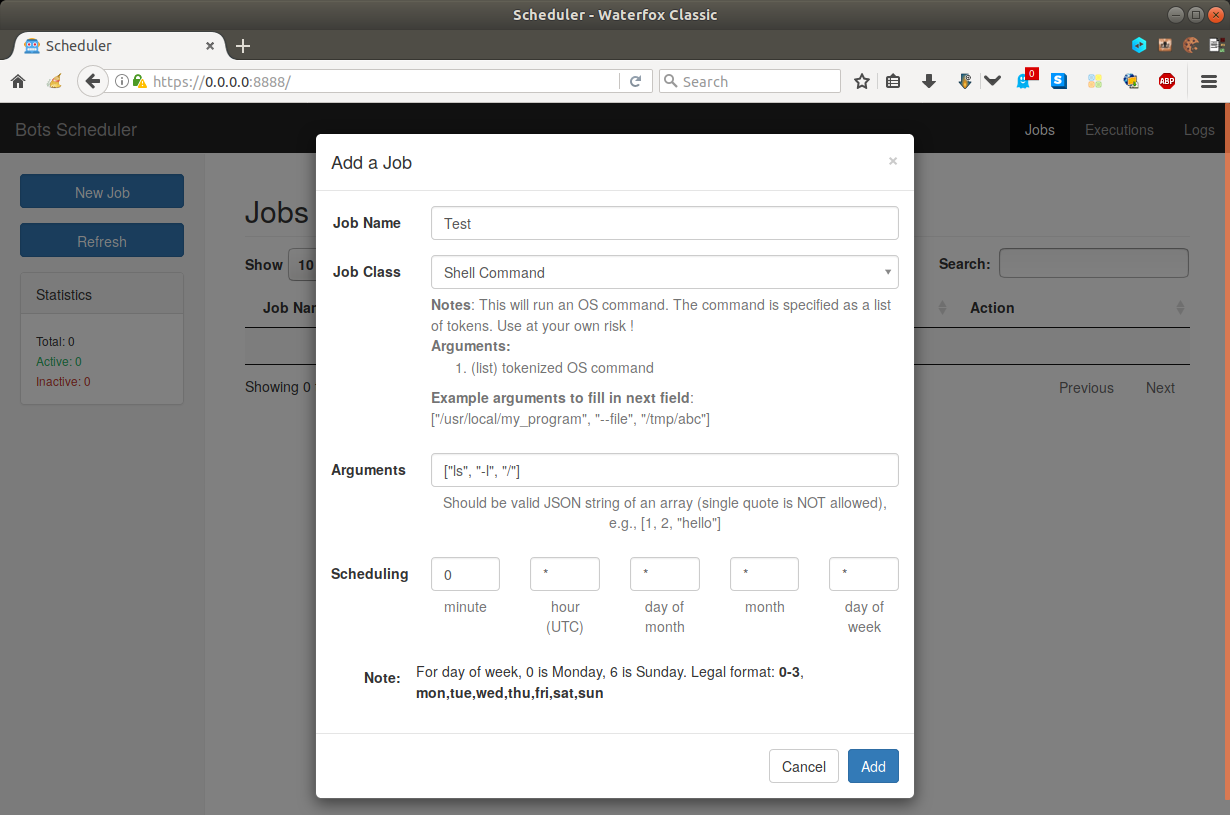 Scheduler - Waterfox Classic
Scheduler
https://0.0.0.0:8888/
Search
0
S
ABP
Bots Scheduler
Jobs
Executions
Logs
New Job
Refresh
Statistics
Total: 0
Active: 0
Inactive: 0
Jobs
Show 10
Search:
Action
Showing 0
Previous
Next
Add a Job
×
Job Name
Test
Job Class
Shell Command
Notes: This will run an OS command. The command is specified as a list
of tokens. Use at your own risk !
Arguments:
1. (list) tokenized OS command
Example arguments to fill in next field:
["/usr/local/my_program", "--file", "/tmp/abc"]
Arguments
["ls", "-l", "/"]
Should be valid JSON string of an array (single quote is NOT allowed),
e.g., [1, 2, "hello"]
Scheduling
0
*
*
*
*
minute
hour
(UTC)
day of
month
month
day of
week
Note:
For day of week, 0 is Monday, 6 is Sunday. Legal format: 0-3,
mon,tue,wed,thu,fri,sat,sun
Cancel
Add